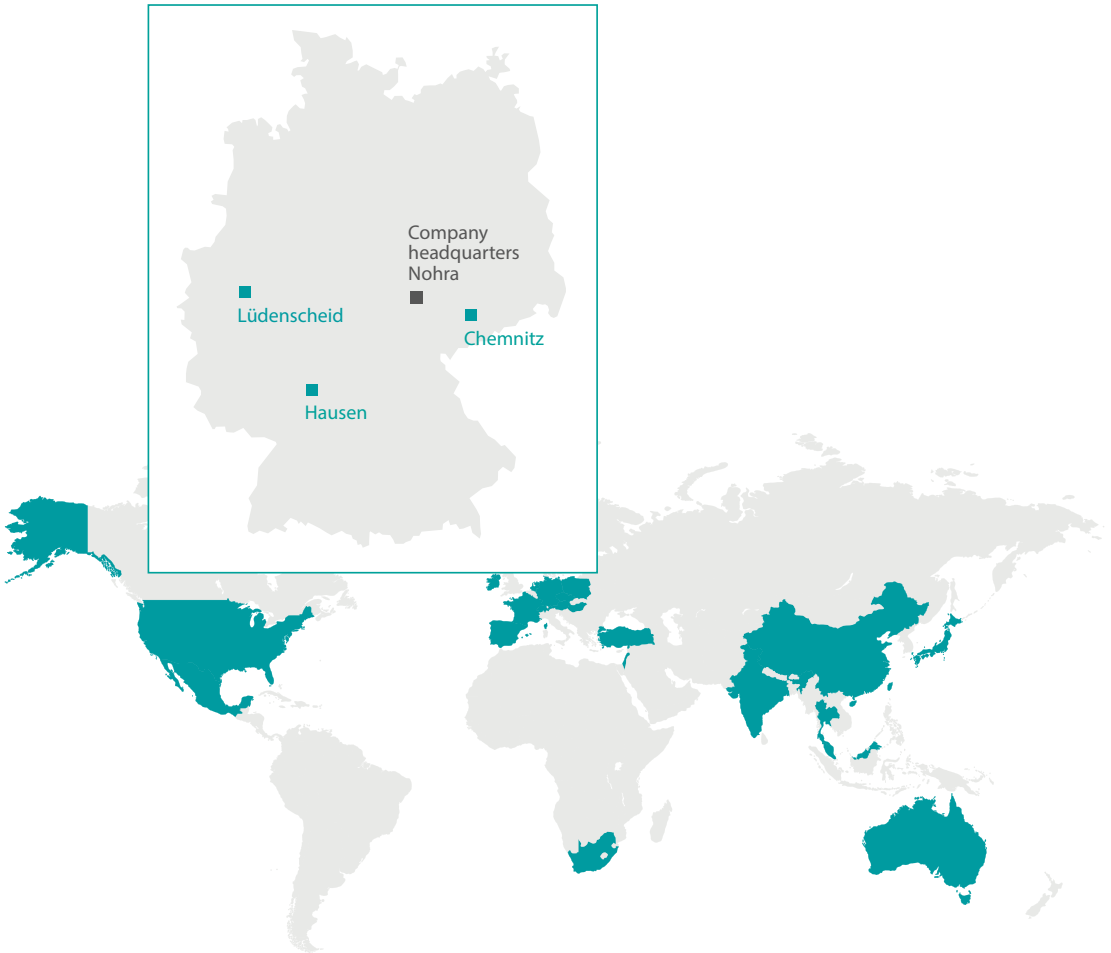 Company
headquarters
Nohra
Lüdenscheid
Chemnitz
Hausen